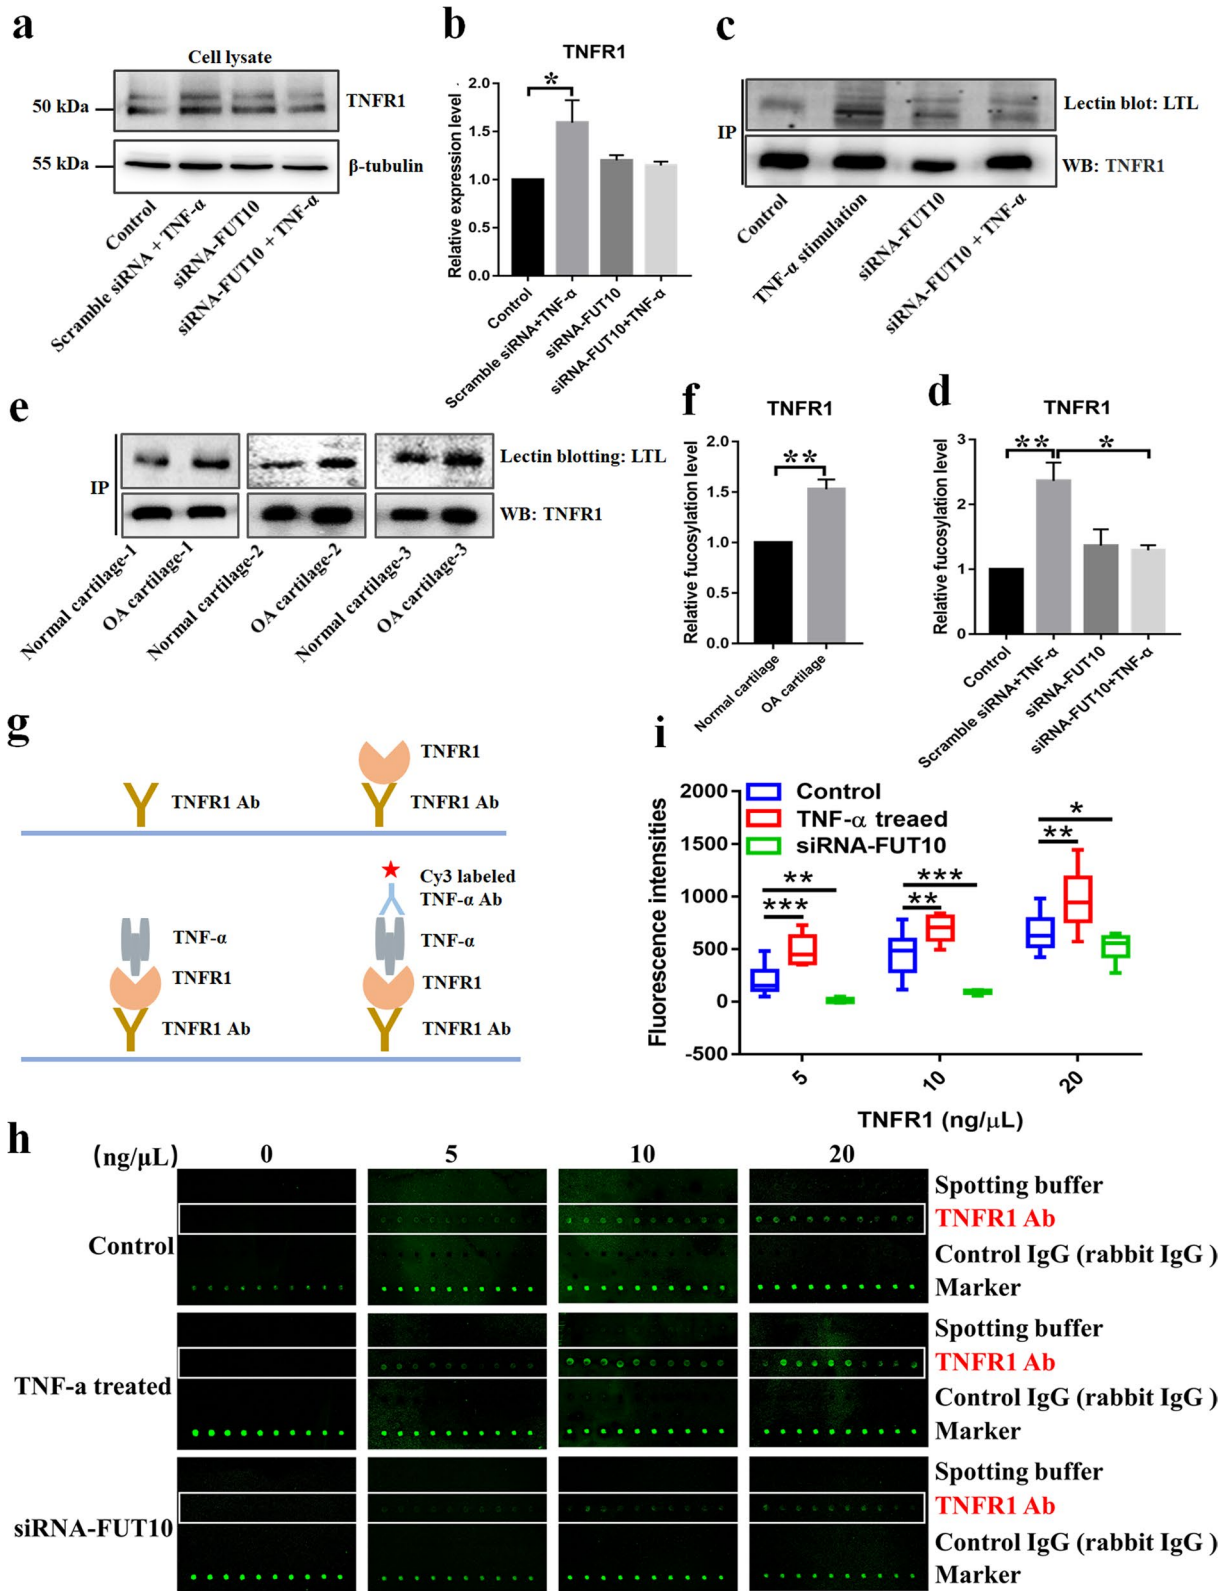 a
Cell lysate
50 kDa
TNFR1
55 kDa
β-tubulin
Control
Scramble siRNA + TNF-α
siRNA-FUT10
siRNA-FUT10 + TNF-α
b
TNFR1
Relative expression level
2.0
1.5
1.0
0.5
0.0
*
Control
Scramble siRNA+TNF-α
siRNA-FUT10
siRNA-FUT10+TNF-α
c
IP
Lectin blot: LTL
WB: TNFR1
Control
TNF-α stimulation
siRNA-FUT10
siRNA-FUT10 + TNF-α
e
IP
Lectin blotting: LTL
WB: TNFR1
Normal cartilage-1
OA cartilage-1
Normal cartilage-2
OA cartilage-2
Normal cartilage-3
OA cartilage-3
f
TNFR1
Relative fucosylation level
2.0
1.5
1.0
0.5
0.0
**
Normal cartilage
OA cartilage
d
TNFR1
Relative fucosylation level
3
2
1
0
**
*
Control
Scramble siRNA+TNF-α
siRNA-FUT10
siRNA-FUT10+TNF-α
g
TNFR1 Ab
TNFR1
TNFR1 Ab
TNF-α
TNFR1
TNFR1 Ab
Cy3 labeled
TNF-α Ab
TNF-α
TNFR1
TNFR1 Ab
i
Control
TNF-α treaed
siRNA-FUT10
Fluorescence intensities
2000
1500
1000
500
0
-500
**
***
***
**
*
**
5
10
20
TNFR1 (ng/μL)
h
(ng/μL)
0
5
10
20
Control
Spotting buffer
TNFR1 Ab
Control IgG (rabbit IgG )
Marker
TNF-a treated
Spotting buffer
TNFR1 Ab
Control IgG (rabbit IgG )
Marker
siRNA-FUT10
Spotting buffer
TNFR1 Ab
Control IgG (rabbit IgG )
Marker